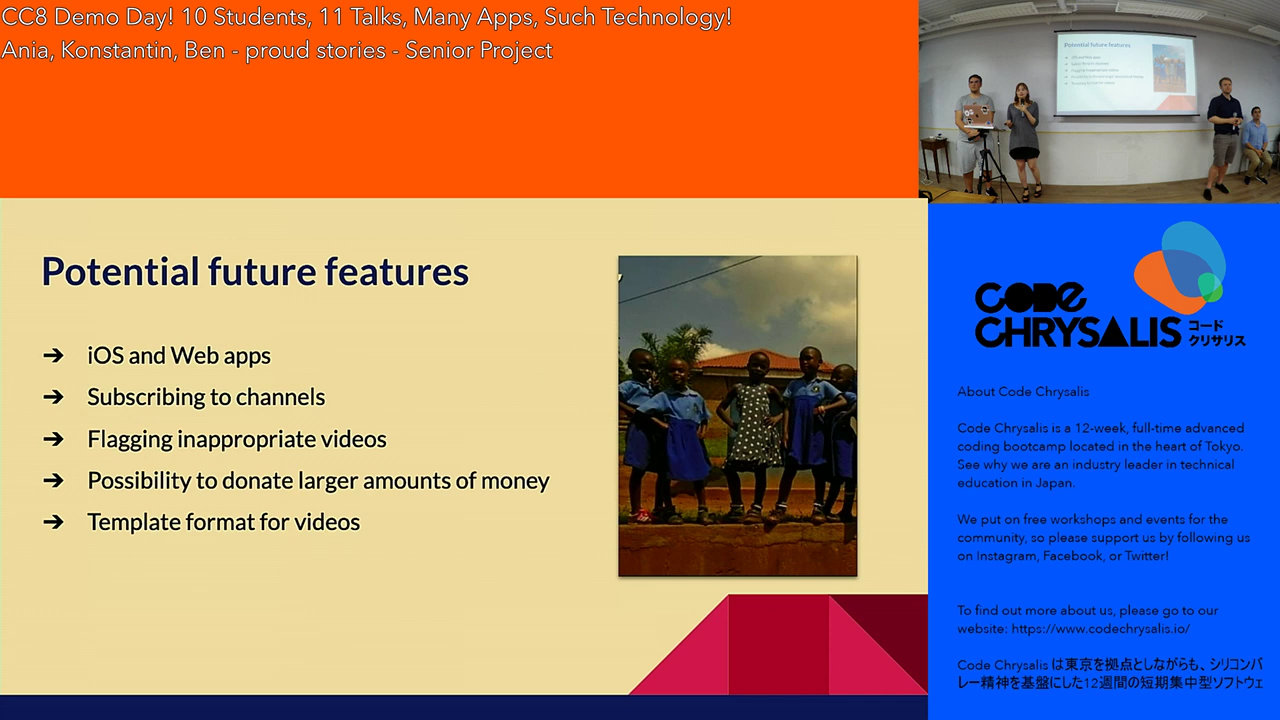 CC8 Demo Day! 10 Students, 11 Talks, Many Apps, Such Technology!
Ania, Konstantin, Ben - proud stories - Senior Project
Potential future features
Potential future features
➔ iOS and Web apps
➔ Subscribing to channels
➔ Flagging inappropriate videos
➔ Possibility to donate larger amounts of money
➔ Template format for videos
CODE
CHRYSALIS
コード
クリサリス
About Code Chrysalis
Code Chrysalis is a 12-week, full-time advanced
coding bootcamp located in the heart of Tokyo.
See why we are an industry leader in technical
education in Japan.
We put on free workshops and events for the
community, so please support us by following us
on Instagram, Facebook, or Twitter!
To find out more about us, please go to our
website: https://www.codechrysalis.io/
Code Chrysalis は東京を拠点としながらも、シリコンバ
レー精神を基盤にした12週間の短期集中型ソフトウェ